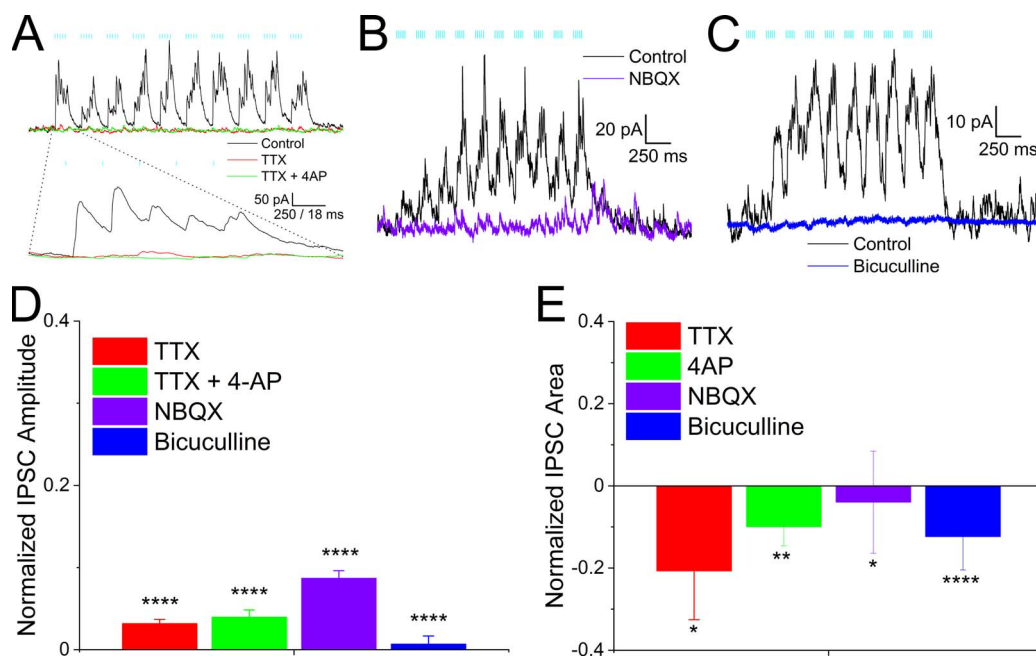 A
Control
TTX
TTX + 4AP
50 pA
250 / 18 ms
B
Control
NBQX
20 pA
250 ms
C
10 pA
250 ms
Control
Bicuculline
D
0.4
0.2
0
Normalized IPSC Amplitude
TTX
TTX + 4-AP
NBQX
Bicuculline
****
****
****
****
E
0.4
0.2
0
-0.2
-0.4
Normalized IPSC Area
TTX
4AP
NBQX
Bicuculline
*
**
*
****